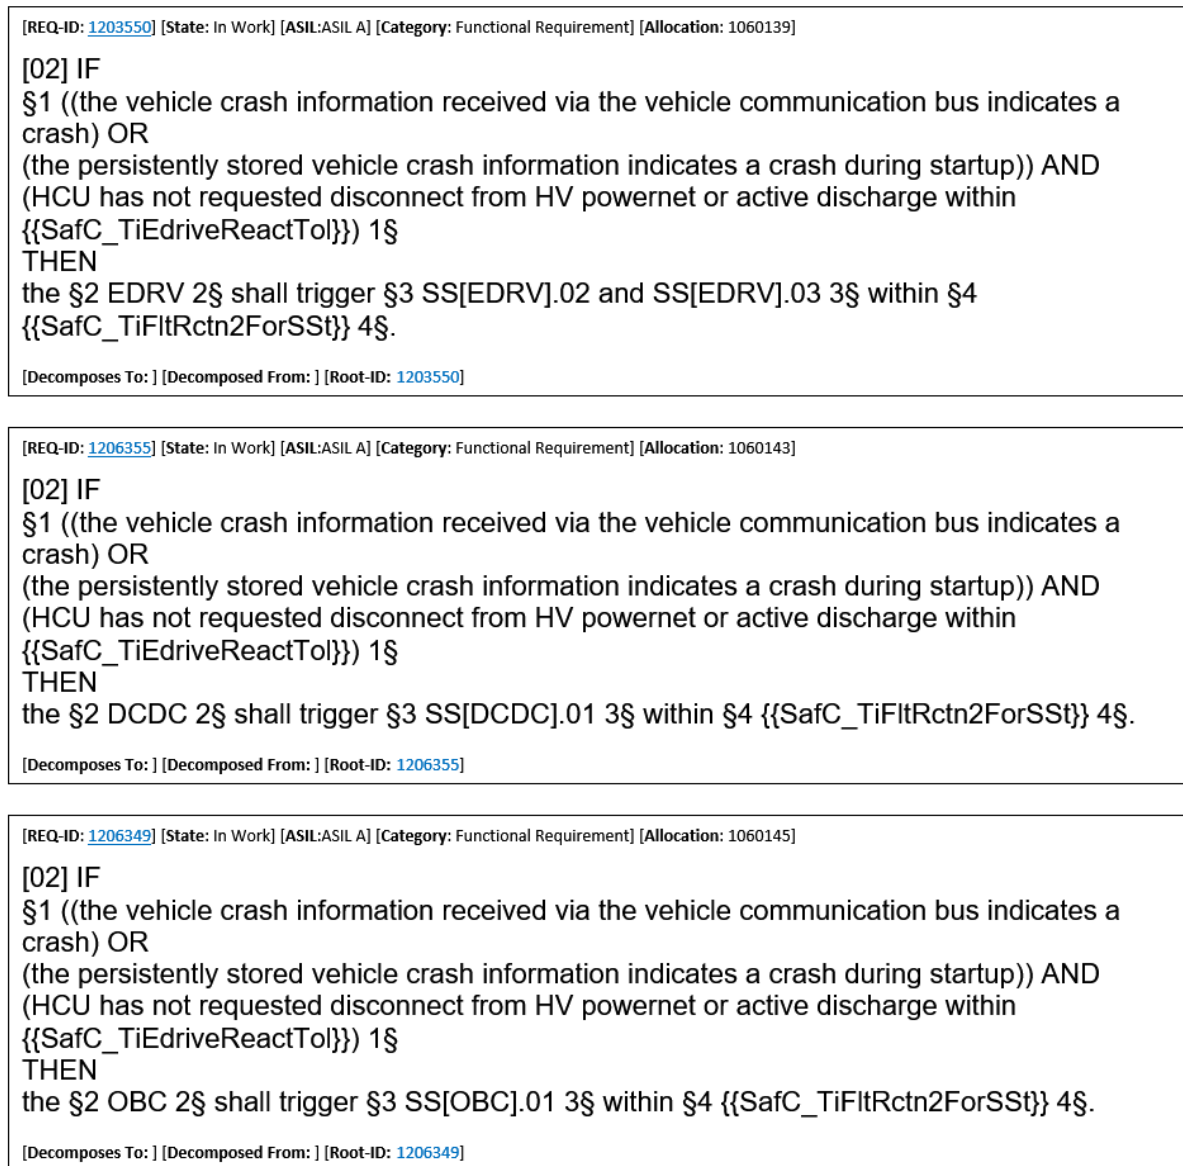 [REQ-ID: 1203550] [State: In Work] [ASIL:ASIL A] [Category: Functional Requirement] [Allocation: 1060139]
[02] IF
§1 ((the vehicle crash information received via the vehicle communication bus indicates a
crash) OR
(the persistently stored vehicle crash information indicates a crash during startup)) AND
(HCU has not requested disconnect from HV powernet or active discharge within
{{SafC_TiEdriveReactTol}}) 1§
THEN
the §2 EDRV 2§ shall trigger §3 SS[EDRV].02 and SS[EDRV].03 3§ within §4
{{SafC_TiFltRctn2ForSSt}} 4§.
[Decomposes To: ] [Decomposed From: ] [Root-ID: 1203550]
[REQ-ID: 1206355] [State: In Work] [ASIL:ASIL A] [Category: Functional Requirement] [Allocation: 1060143]
[02] IF
§1 ((the vehicle crash information received via the vehicle communication bus indicates a
crash) OR
(the persistently stored vehicle crash information indicates a crash during startup)) AND
(HCU has not requested disconnect from HV powernet or active discharge within
{{SafC_TiEdriveReactTol}}) 1§
THEN
the §2 DCDC 2§ shall trigger §3 SS[DCDC].01 3§ within §4 {{SafC_TiFltRctn2ForSSt}} 4§.
[Decomposes To: ] [Decomposed From: ] [Root-ID: 1206355]
[REQ-ID: 1206349] [State: In Work] [ASIL:ASIL A] [Category: Functional Requirement] [Allocation: 1060145]
[02] IF
§1 ((the vehicle crash information received via the vehicle communication bus indicates a
crash) OR
(the persistently stored vehicle crash information indicates a crash during startup)) AND
(HCU has not requested disconnect from HV powernet or active discharge within
{{SafC_TiEdriveReactTol}}) 1§
THEN
the §2 OBC 2§ shall trigger §3 SS[OBC].01 3§ within §4 {{SafC_TiFltRctn2ForSSt}} 4§.
[Decomposes To: ] [Decomposed From: ] [Root-ID: 1206349]